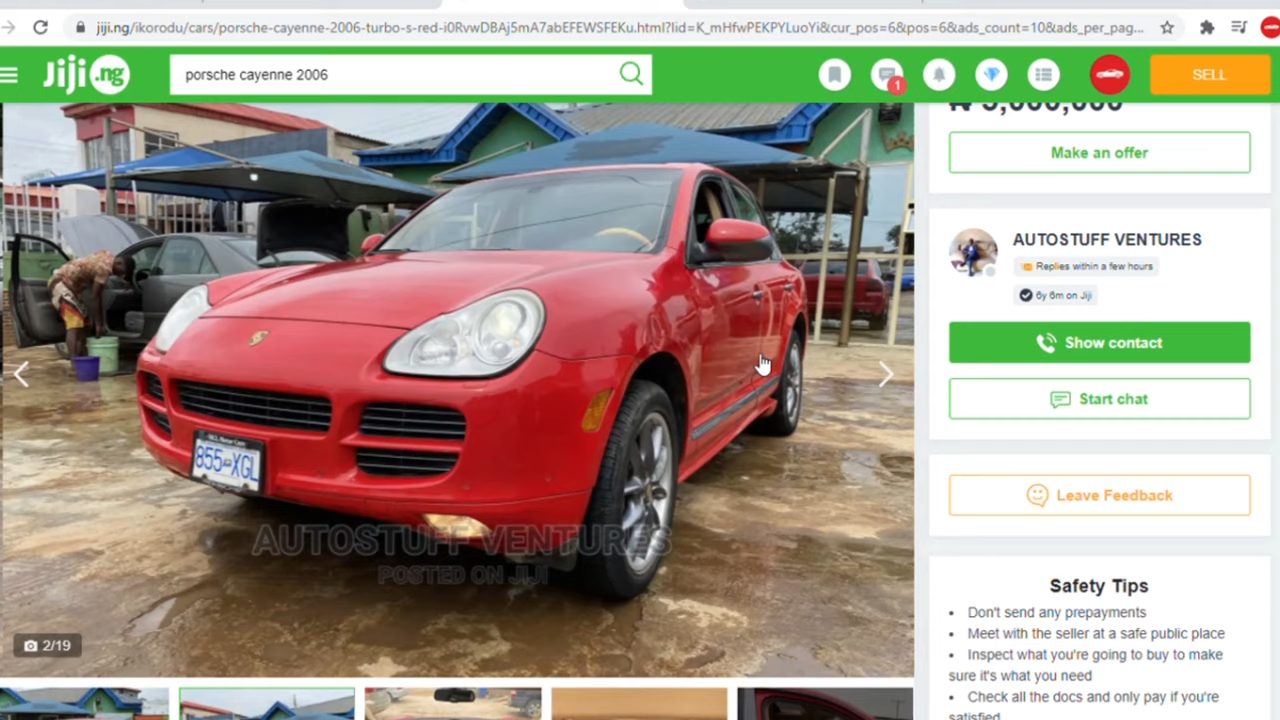 jiji.ng/ikorodu/cars/porsche-cayenne-2006-turbo-s-red-i0RvwDBAj5mA7abEFEWSFEKu.html?lid=K_mHfwPEKPYLuoYi&cur_pos=6&pos=6&ads_count=10&ads_per_pag...
Jiji .ng
porsche cayenne 2006
1
SELL
Make an offer
AUTOSTUFF VENTURES
Replies within a few hours
6y 6m on Jiji
Show contact
Start chat
855 XGL
AUTOSTUFF VENTURES
POSTED ON JIJI
2/19
Leave Feedback
Safety Tips
• Don't send any prepayments
• Meet with the seller at a safe public place
• Inspect what you're going to buy to make
sure it's what you need
• Check all the docs and only pay if you're
satisfied